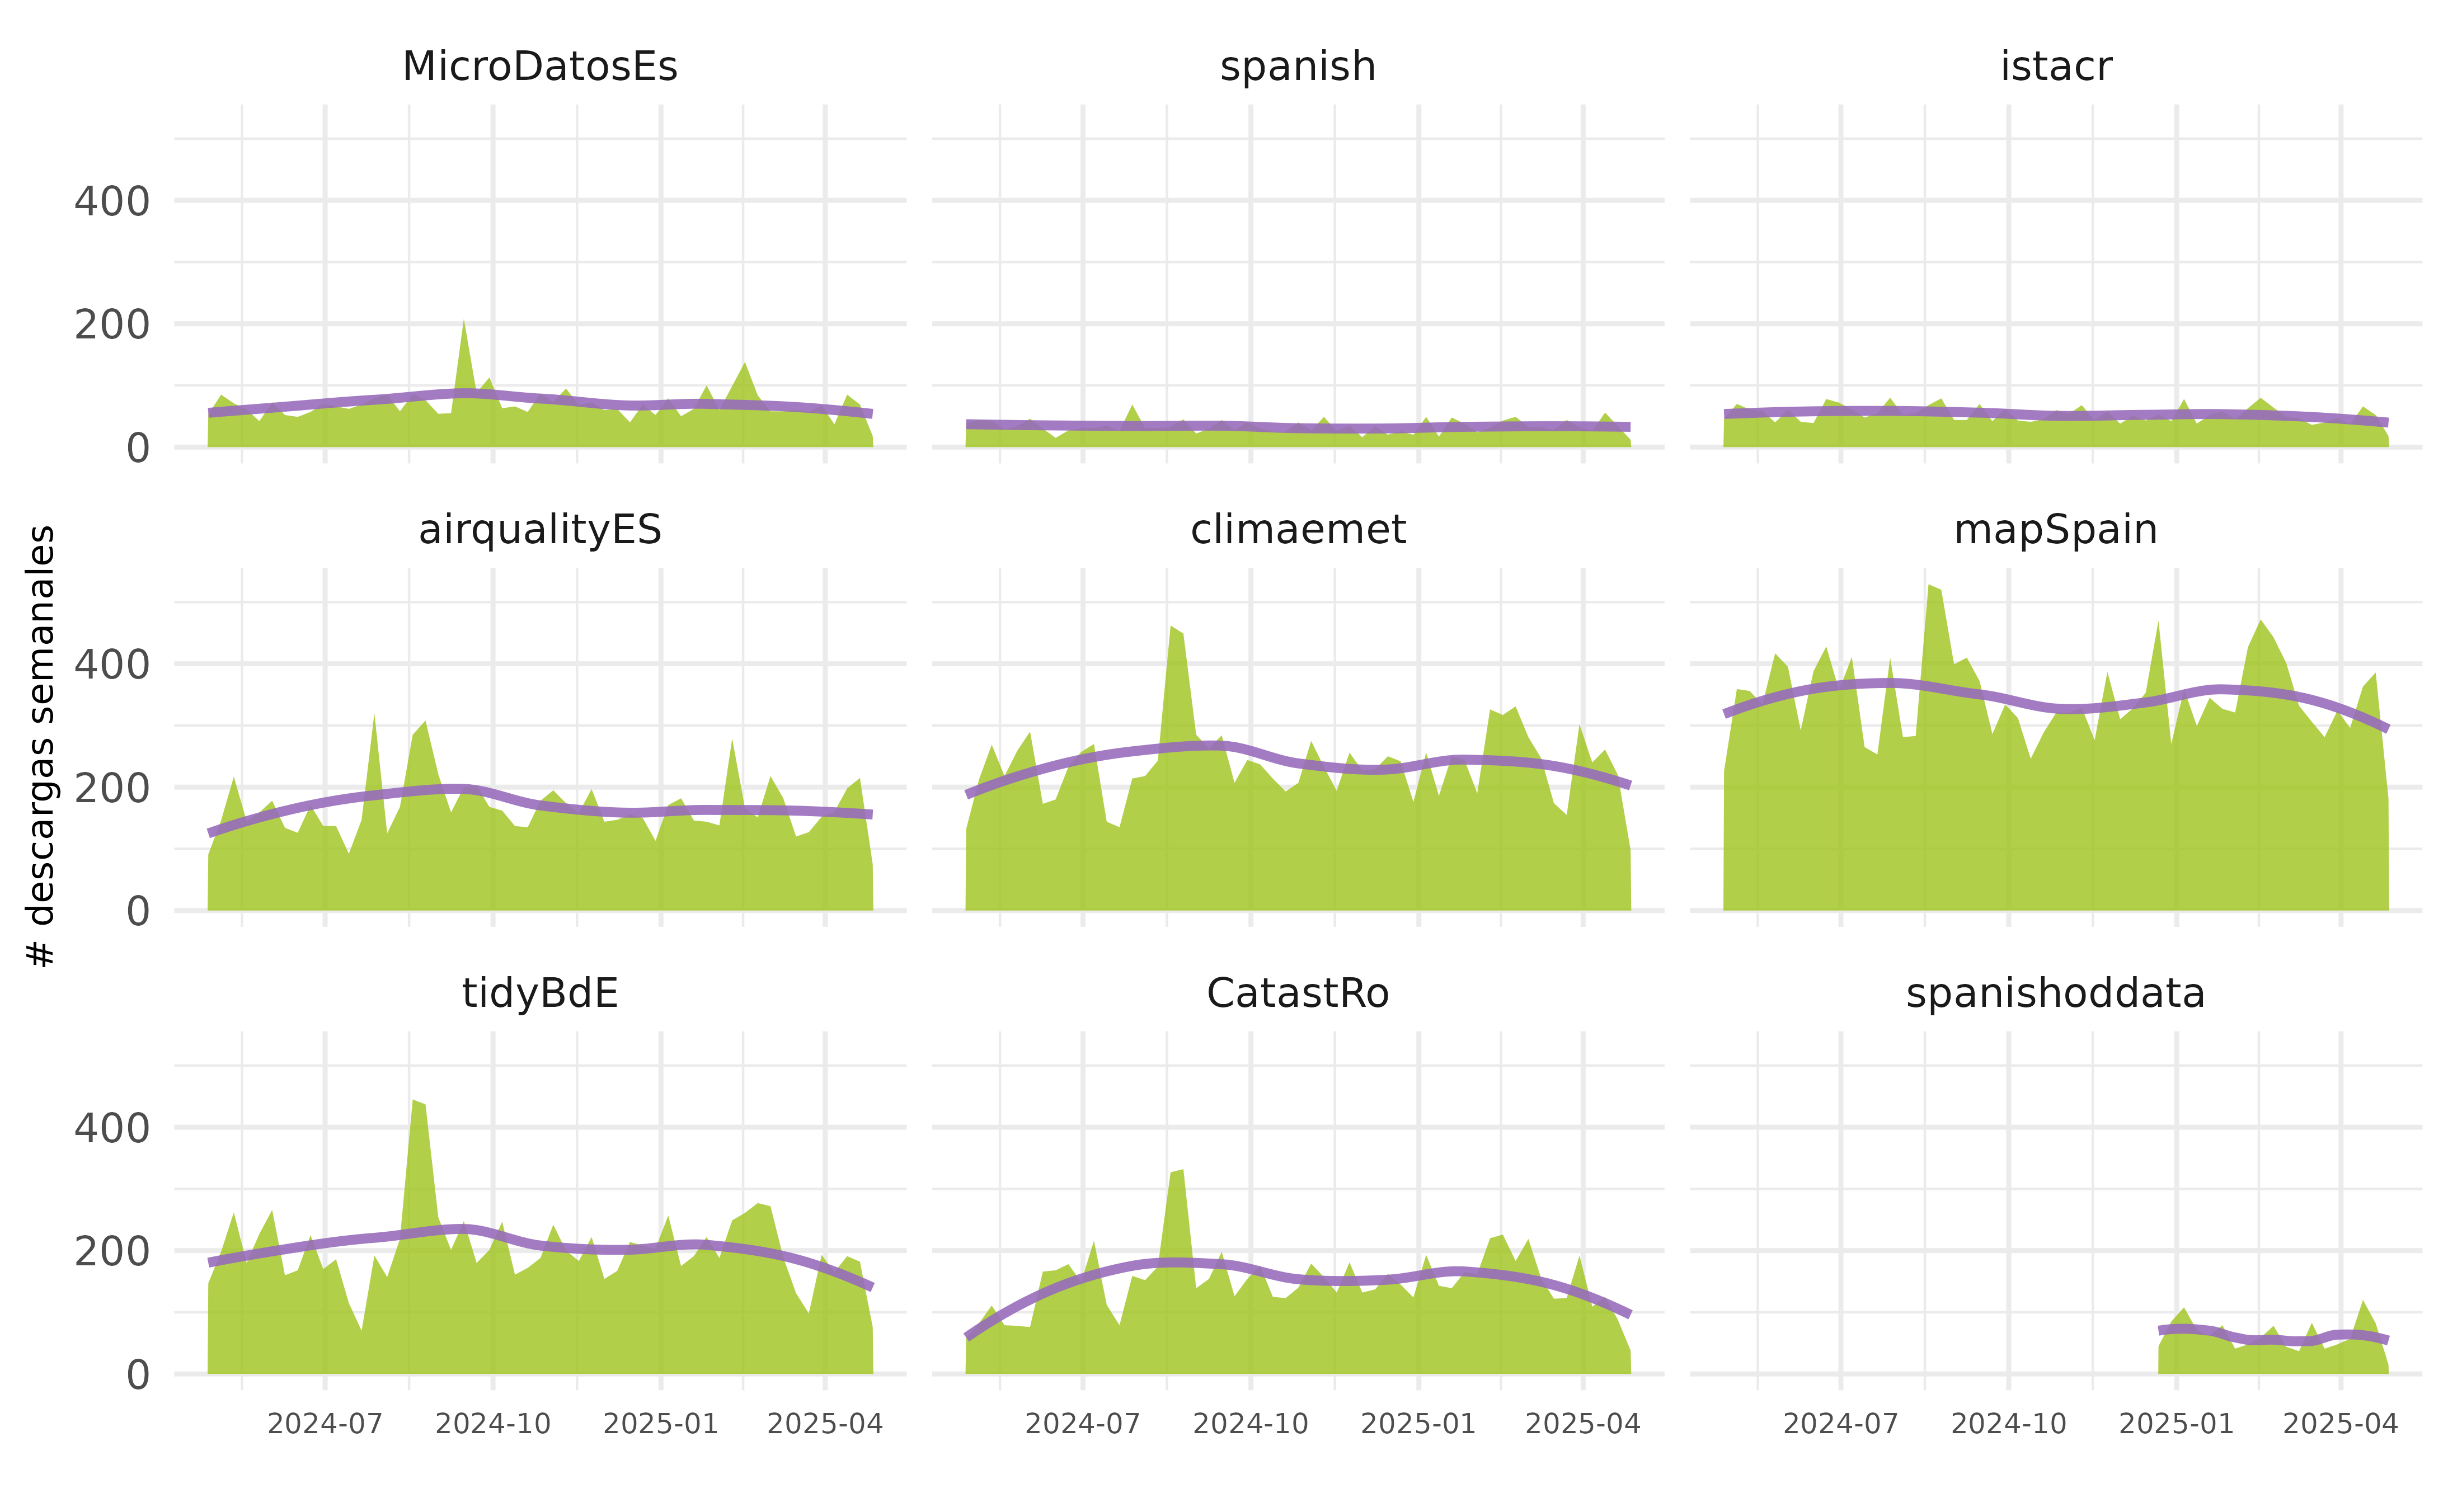 MicroDatosEs
spanish
istacr
400
200
0
# descargas semanales
airqualityES
climaemet
mapSpain
400
200
0
tidyBdE
CatastRo
spanishoddata
400
200
0
2024-07 2024-10 2025-01 2025-04
2024-07 2024-10 2025-01 2025-04
2024-07 2024-10 2025-01 2025-04